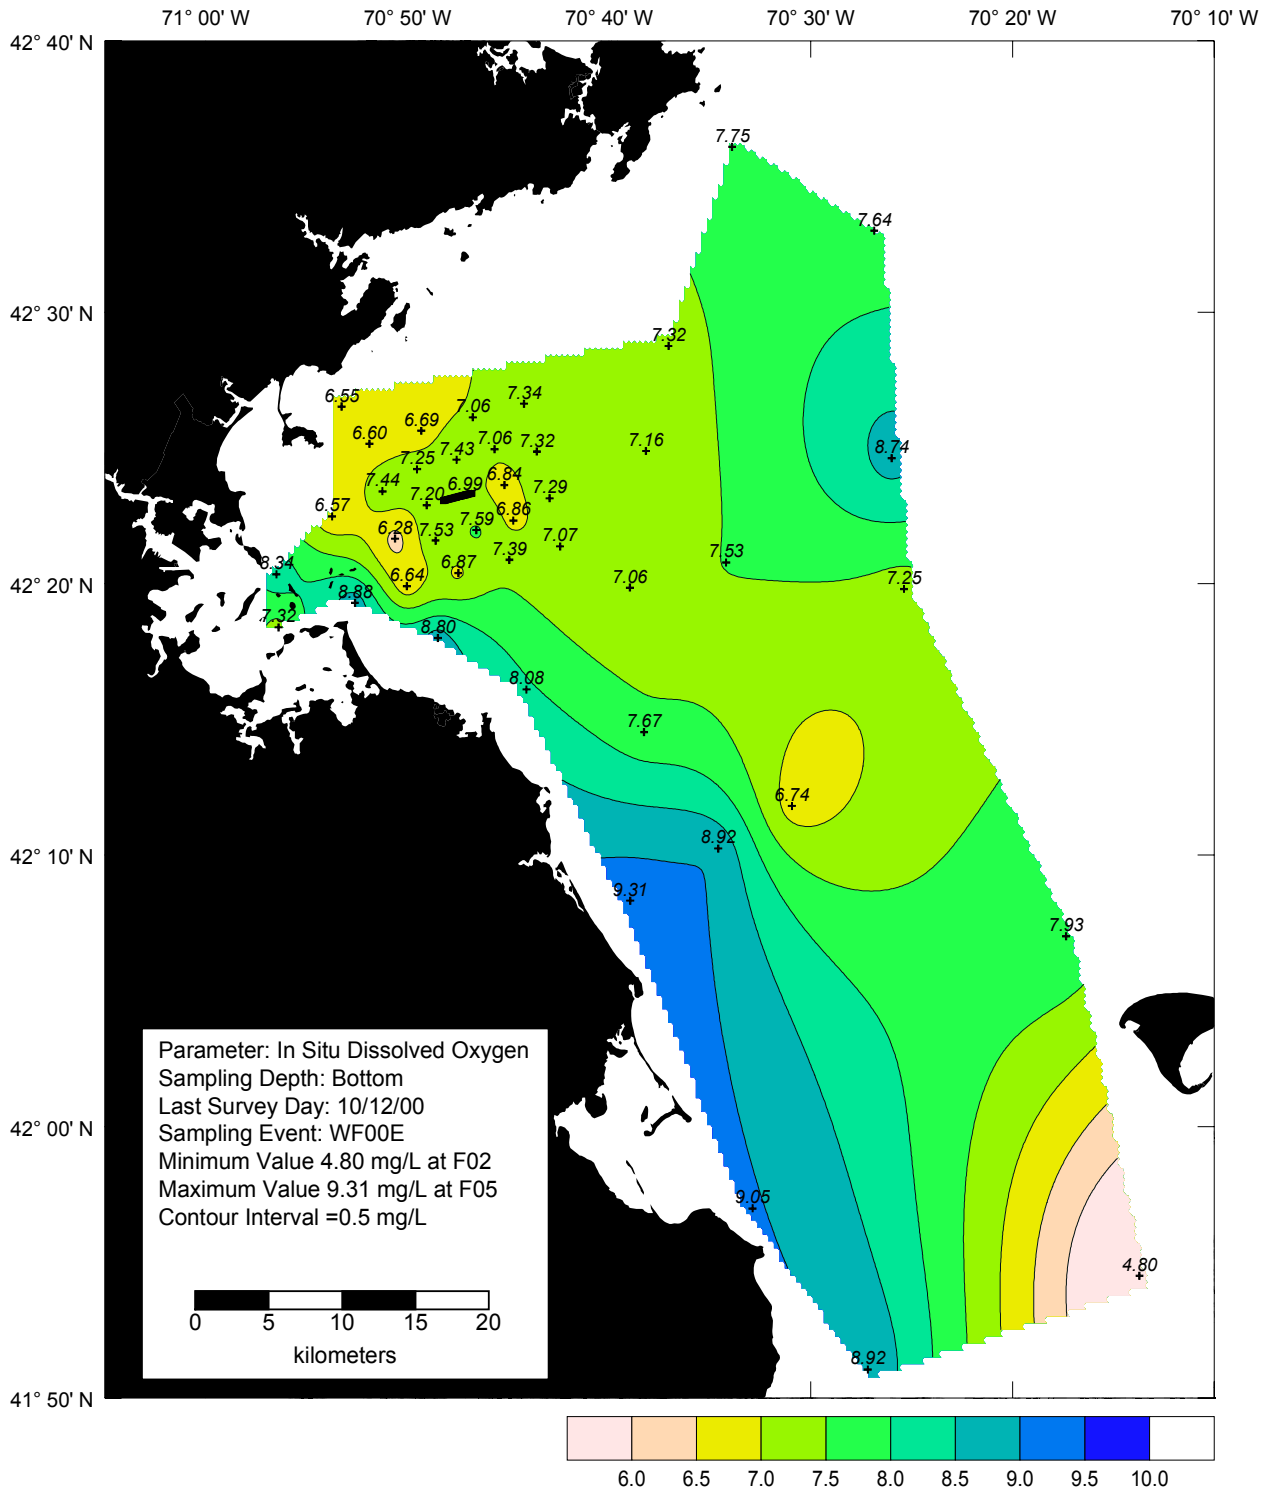 71° 00' W 70° 50' W 70° 40' W 70° 30' W 70° 20' W 70° 10' W
42° 40' N
7.75
7.64
42° 30' N
7.32
6.55 7.34
7.06
6.69
6.60 7.06 7.32 7.16
7.43
7.25 8.74
7.44 6.99 6.84
7.20 7.29
6.57 6.86
6.28 7.53 7.59
7.39 7.07
7.53
8.34 6.87
42° 20' N
6.64 7.06 7.25
8.88
7.32
8.80
8.08
7.67
6.74
8.92
42° 10' N
9.31
7.93
Parameter: In Situ Dissolved Oxygen
Sampling Depth: Bottom
Last Survey Day: 10/12/00
42° 00' N
Sampling Event: WF00E
Minimum Value 4.80 mg/L at F02
Maximum Value 9.31 mg/L at F05
Contour Interval =0.5 mg/L
9.05
4.80
0 5 10 15 20
kilometers
8.92
41° 50' N
6.0 6.5 7.0 7.5 8.0 8.5 9.0 9.5 10.0